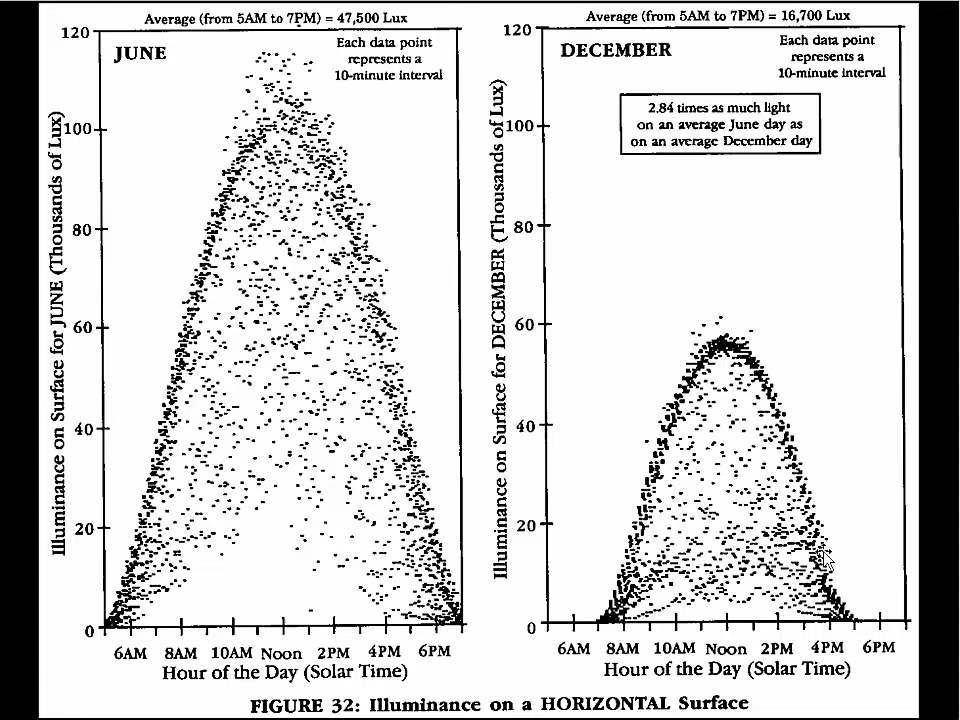 Average (from 5AM to 7PM) = 47,500 Lux
JUNE
Each data point
represents a
10-minute interval
Illuminance on Surface for JUNE (Thousands of Lux)
120
100
80
60
40
20
0
6AM 8AM 10AM Noon 2PM 4PM 6PM
Hour of the Day (Solar Time)
Average (from 5AM to 7PM) = 16,700 Lux
DECEMBER
Each data point
represents a
10-minute interval
2.84 times as much light
on an average June day as
on an average December day
Illuminance on Surface for DECEMBER (Thousands of Lux)
120
100
80
60
40
20
0
6AM 8AM 10AM Noon 2PM 4PM 6PM
Hour of the Day (Solar Time)
FIGURE 32: Illuminance on a HORIZONTAL Surface